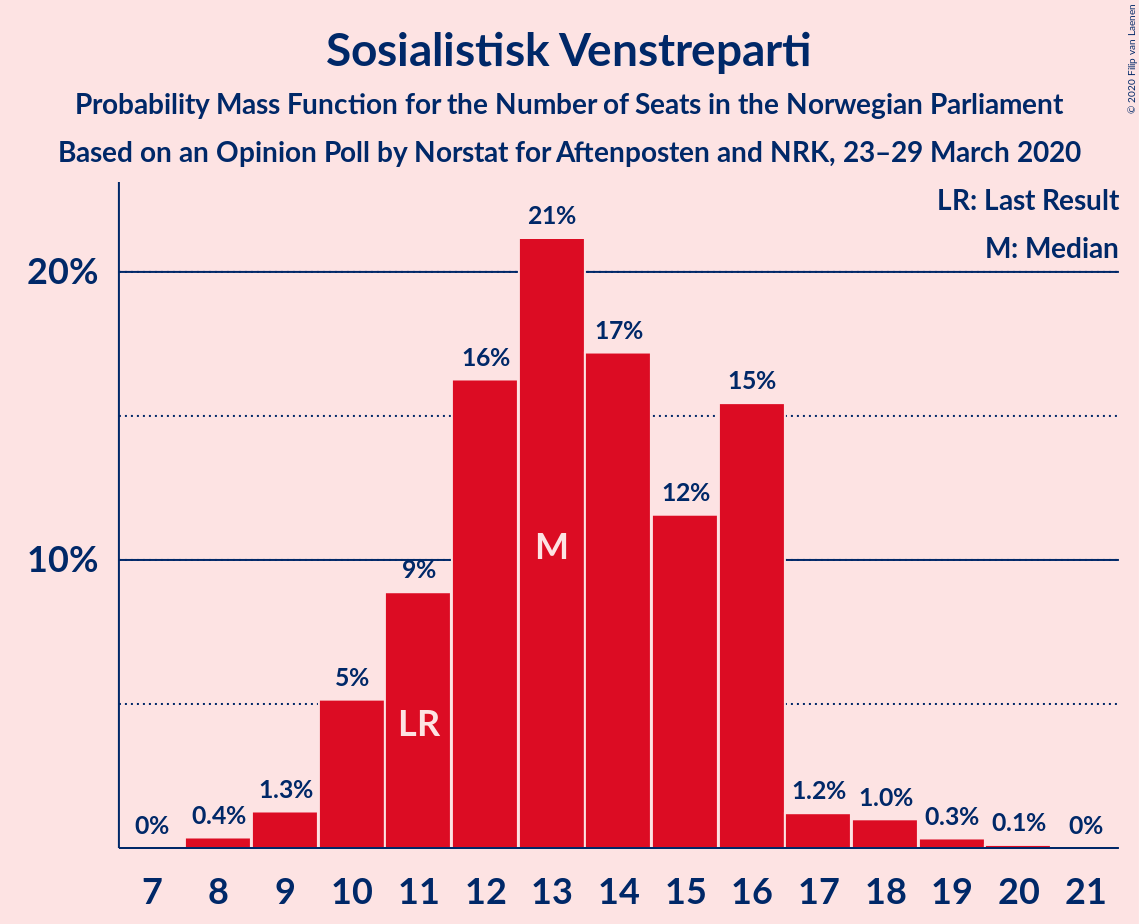 Sosialistisk Venstreparti
Probability Mass Function for the Number of Seats in the Norwegian Parliament
Based on an Opinion Poll by Norstat for Aftenposten and NRK, 23–29 March 2020
© 2020 Filip van Laenen
LR: Last Result
M: Median
20%
10%
0%
0.4%
1.3%
5%
9%
16%
21%
17%
12%
15%
1.2%
1.0%
0.3%
0.1%
0%
LR
M
7 8 9 10 11 12 13 14 15 16 17 18 19 20 21